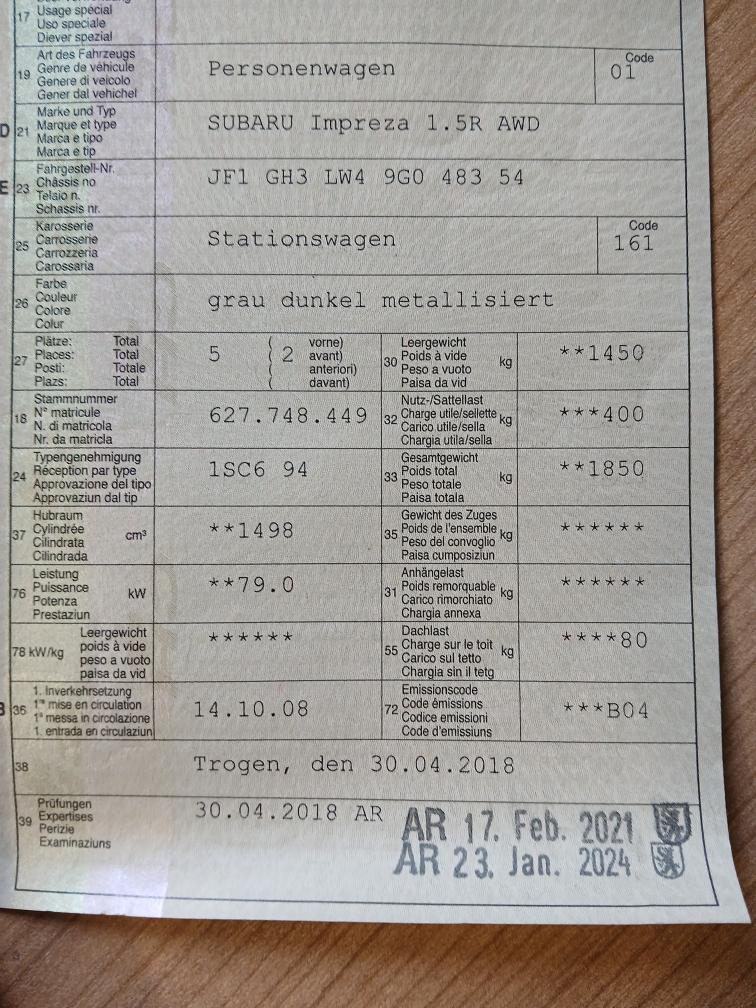 17 Usage spécial
Uso speciale
Diever spezial
19 Art des Fahrzeugs
Genre de véhicule
Genere di veicolo
Gener dal vehichel
Personenwagen
Code
01
D 21 Marke und Typ
Marque et type
Marca e tipo
Marca e tip
SUBARU Impreza 1.5R AWD
E 23 Fahrgestell-Nr.
Châssis no
Telaio n.
Schassis nr.
JF1 GH3 LW4 9G0 483 54
25 Karosserie
Carrosserie
Carrozzeria
Carossaria
Stationswagen
Code
161
26 Farbe
Couleur
Colore
Colur
grau dunkel metallisiert
27 Plätze: Total
Places: Total
Posti: Totale
Plazs: Total
5 ( 2 vorne)
( avant)
( anteriori)
( davant)
30 Leergewicht
Poids à vide
Peso a vuoto
Paisa da vid
kg
**1450
18 Stammnummer
N° matricule
N. di matricola
Nr. da matricla
627.748.449
32 Nutz-/Sattellast
Charge utile/sellette
Carico utile/sella
Chargia utila/sella
kg
***400
24 Typengenehmigung
Réception par type
Approvazione del tipo
Approvaziun dal tip
1SC6 94
33 Gesamtgewicht
Poids total
Peso totale
Paisa totala
kg
**1850
37 Hubraum
Cylindrée
Cilindrata
Cilindrada
cm³
**1498
35 Gewicht des Zuges
Poids de l'ensemble
Peso del convoglio
Paisa cumposiziun
kg
******
76 Leistung
Puissance
Potenza
Prestaziun
kW
**79.0
31 Anhängelast
Poids remorquable
Carico rimorchiato
Chargia annexa
kg
******
78 kW/kg Leergewicht
poids à vide
peso a vuoto
paisa da vid
******
55 Dachlast
Charge sur le toit
Carico sul tetto
Chargia sin il tetg
kg
****80
B 36 1. Inverkehrsetzung
1re mise en circulation
1a messa in circolazione
1. entrada en circulaziun
14.10.08
72 Emissionscode
Code émissions
Codice emissioni
Code d'emissiuns
***B04
38 Trogen, den 30.04.2018
39 Prüfungen
Expertises
Perizie
Examinaziuns
30.04.2018 AR
AR 17. Feb. 2021
AR 23. Jan. 2024